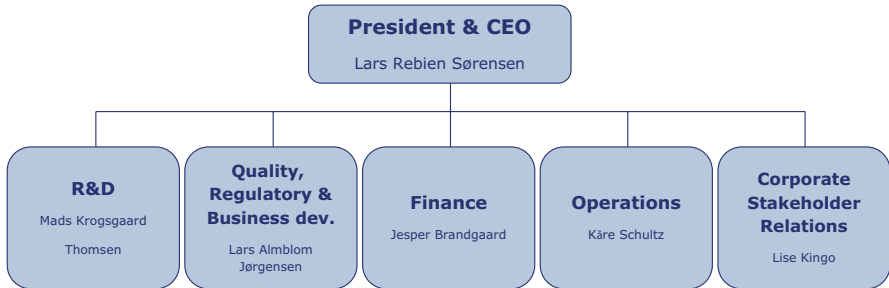 President & CEO
Lars Rebien Sørensen
R&D
Mads Krogsgaard
Thomsen
Quality,
Regulatory &
Business dev.
Lars Almblom
Jørgensen
Finance
Jesper Brandgaard
Operations
Kåre Schultz
Corporate
Stakeholder
Relations
Lise Kingo